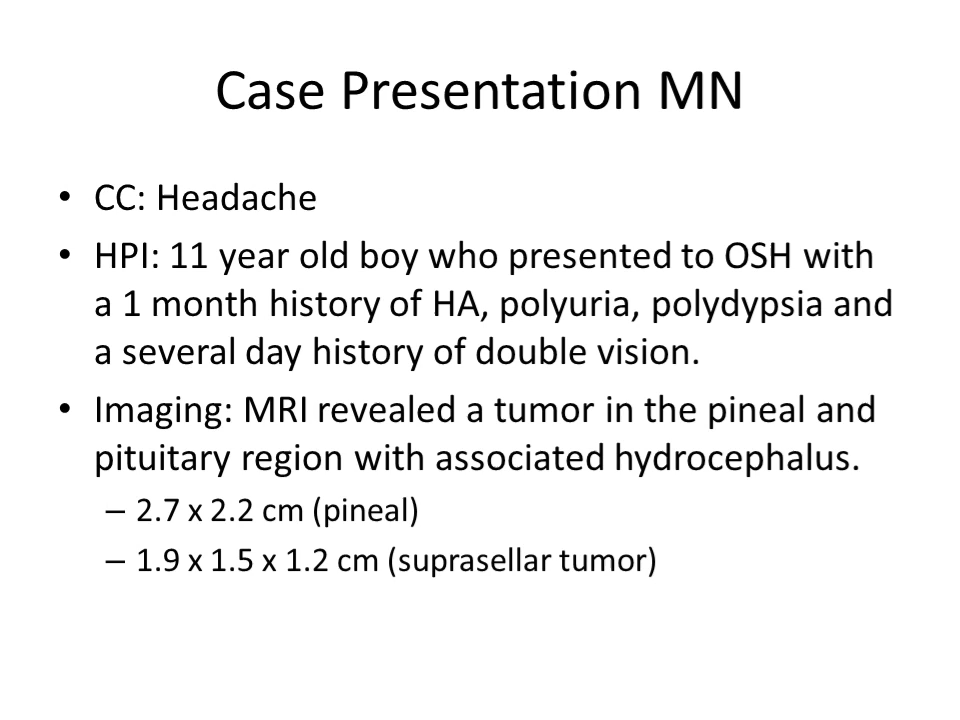 Case Presentation MN
• CC: Headache
• HPI: 11 year old boy who presented to OSH with
a 1 month history of HA, polyuria, polydypsia and
a several day history of double vision.
• Imaging: MRI revealed a tumor in the pineal and
pituitary region with associated hydrocephalus.
– 2.7 x 2.2 cm (pineal)
– 1.9 x 1.5 x 1.2 cm (suprasellar tumor)